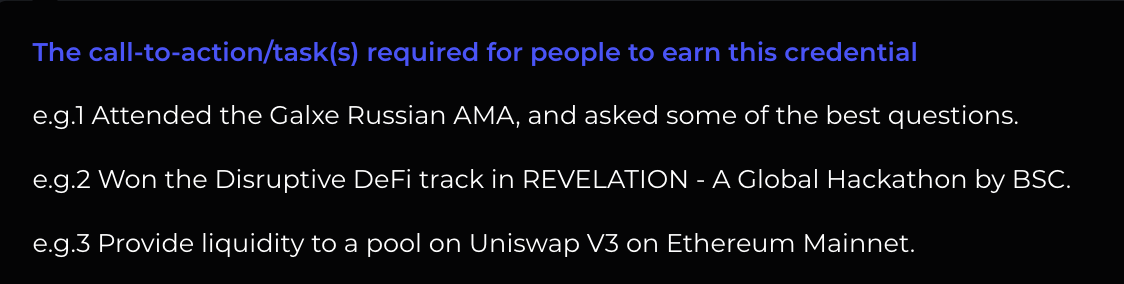 The call-to-action/task(s) required for people to earn this credential
e.g.1 Attended the Galxe Russian AMA, and asked some of the best questions.
e.g.2 Won the Disruptive DeFi track in REVELATION - A Global Hackathon by BSC.
e.g.3 Provide liquidity to a pool on Uniswap V3 on Ethereum Mainnet.